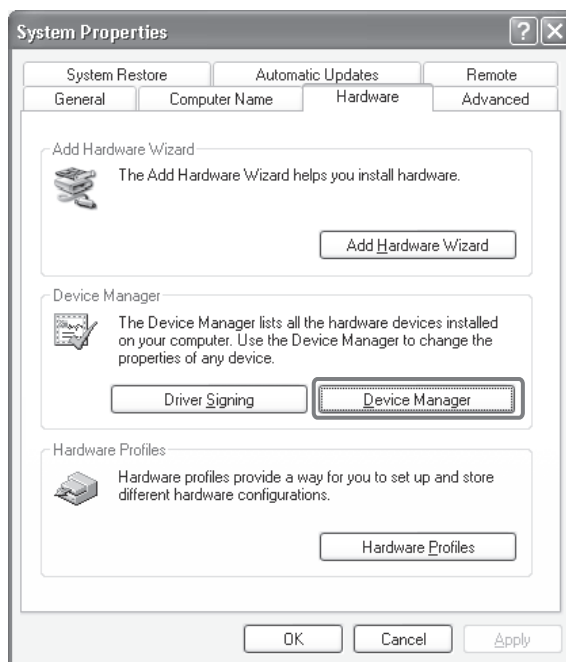 System Properties
System Restore Automatic Updates Remote
General Computer Name Hardware Advanced
Add Hardware Wizard
The Add Hardware Wizard helps you install hardware.
Add Hardware Wizard
Device Manager
The Device Manager lists all the hardware devices installed
on your computer. Use the Device Manager to change the
properties of any device.
Driver Signing Device Manager
Hardware Profiles
Hardware profiles provide a way for you to set up and store
different hardware configurations.
Hardware Profiles
OK Cancel Apply